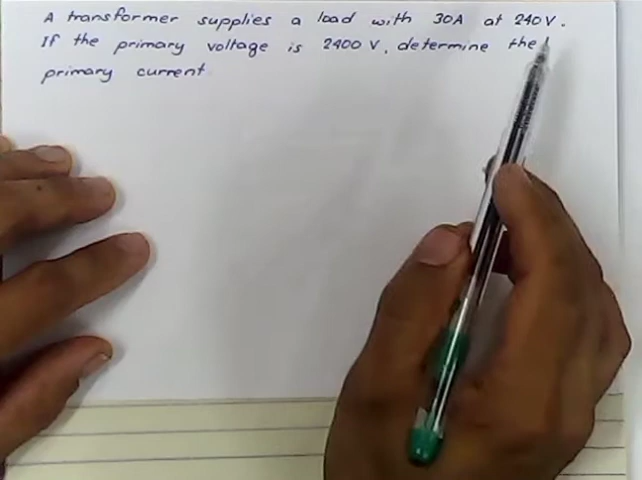 A transformer supplies a load with 30A at 240V.
If the primary voltage is 2400 V, determine the
primary current